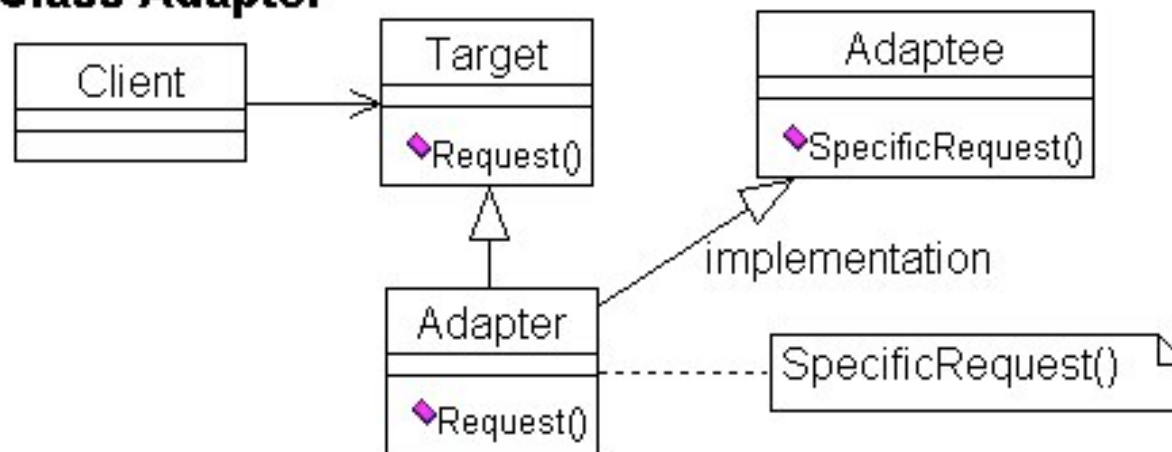 Class Adapter
Client
Target
Request()
Adaptee
SpecificRequest()
implementation
Adapter
Request()
SpecificRequest()